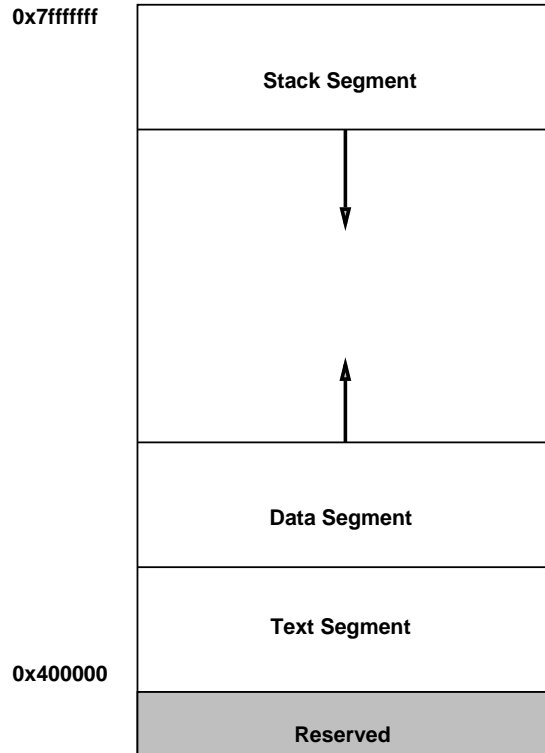 0x7fffffff
Stack Segment
Data Segment
Text Segment
0x400000
Reserved